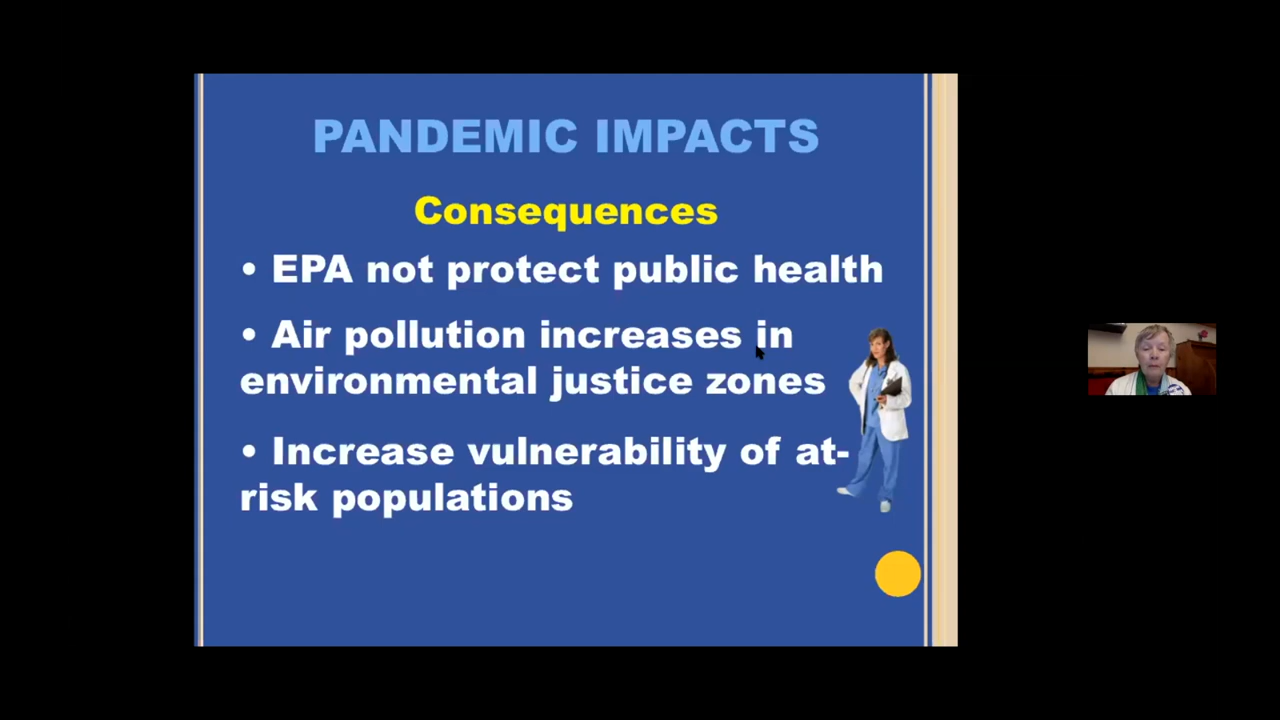 PANDEMIC IMPACTS
Consequences
• EPA not protect public health
• Air pollution increases in
environmental justice zones
• Increase vulnerability of at-
risk populations